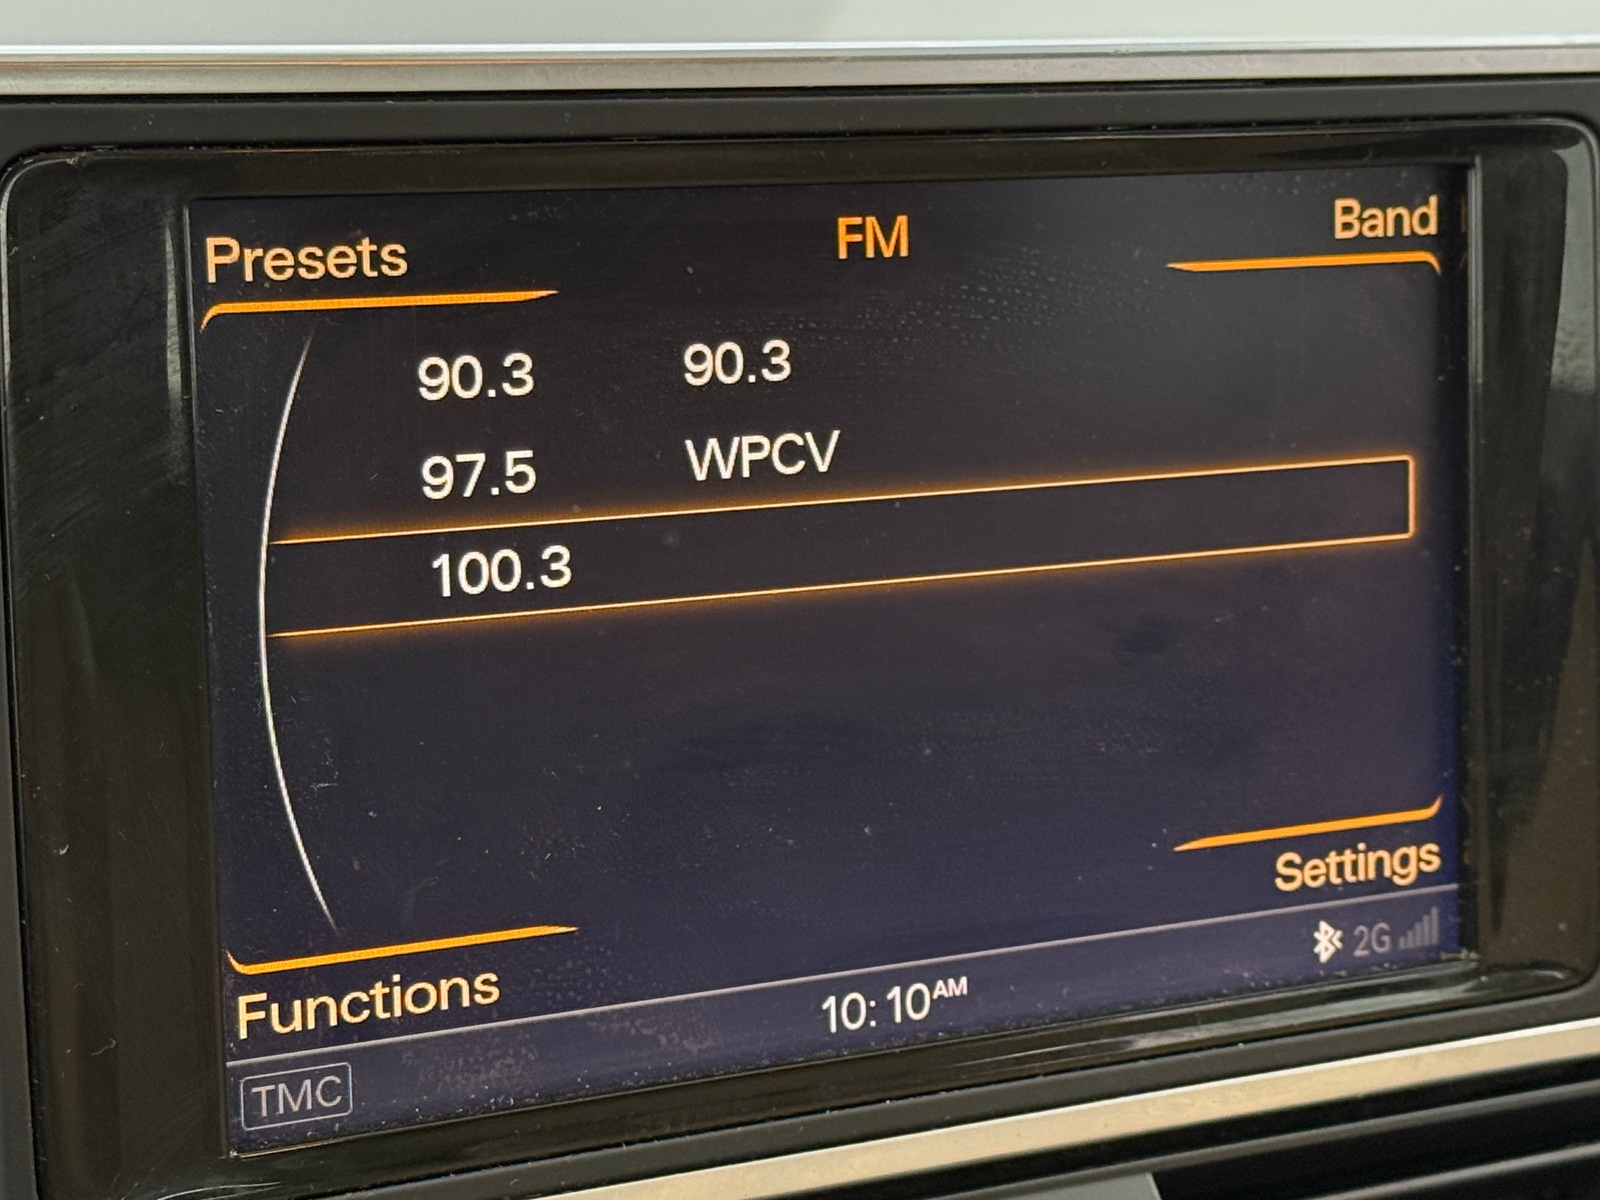 Presets FM Band
90.3 90.3
97.5 WPCV
100.3
Settings
2G
Functions
10:10AM
TMC